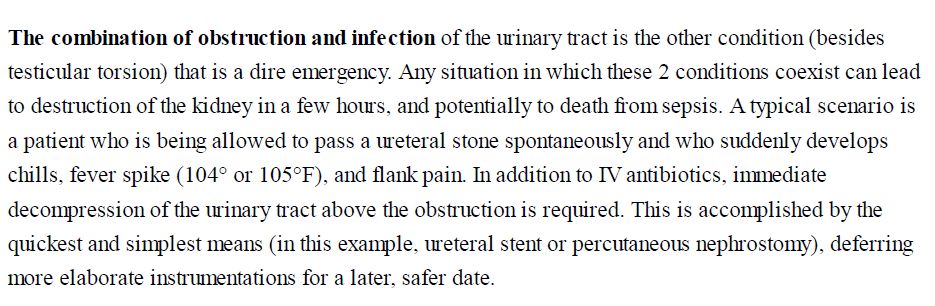 The combination of obstruction and infection of the urinary tract is the other condition (besides
testicular torsion) that is a dire emergency. Any situation in which these 2 conditions coexist can lead
to destruction of the kidney in a few hours, and potentially to death from sepsis. A typical scenario is
a patient who is being allowed to pass a ureteral stone spontaneously and who suddenly develops
chills, fever spike (104° or 105°F), and flank pain. In addition to IV antibiotics, immediate
decompression of the urinary tract above the obstruction is required. This is accomplished by the
quickest and simplest means (in this example, ureteral stent or percutaneous nephrostomy), deferring
more elaborate instrumentations for a later, safer date.